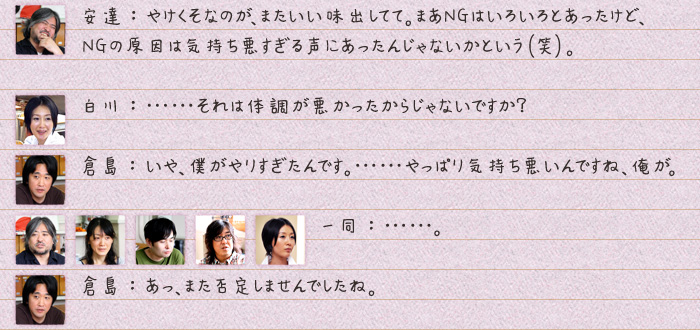 安達：やけくそなのが、またいい味出してて。まあNGはいろいろとあったけど、
NGの原因は気持ち悪すぎる声にあったんじゃないかという(笑)。
白川：……それは体調が悪かったからじゃないですか?
倉島：いや、僕がやりすぎたんです。……やっぱり気持ち悪いんですね、俺が。
一同：……。
倉島：あっ、また否定しませんでしたね。